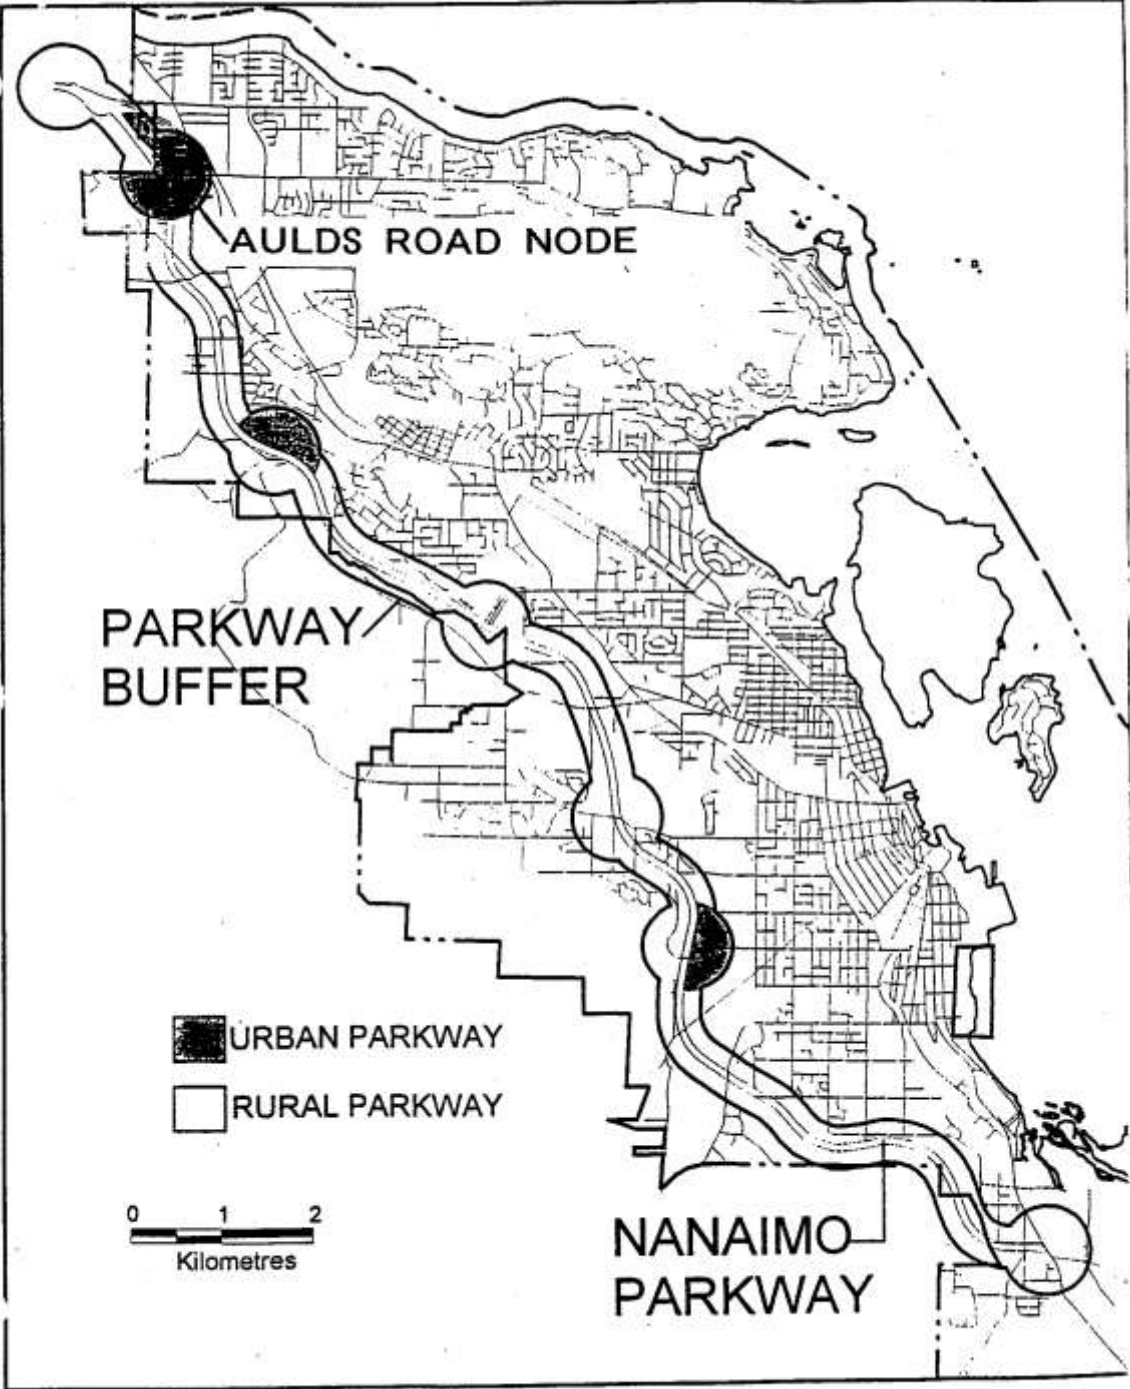 AULDS ROAD NODE
PARKWAY
BUFFER
URBAN PARKWAY
RURAL PARKWAY
0 1 2
Kilometres
NANAIMO
PARKWAY